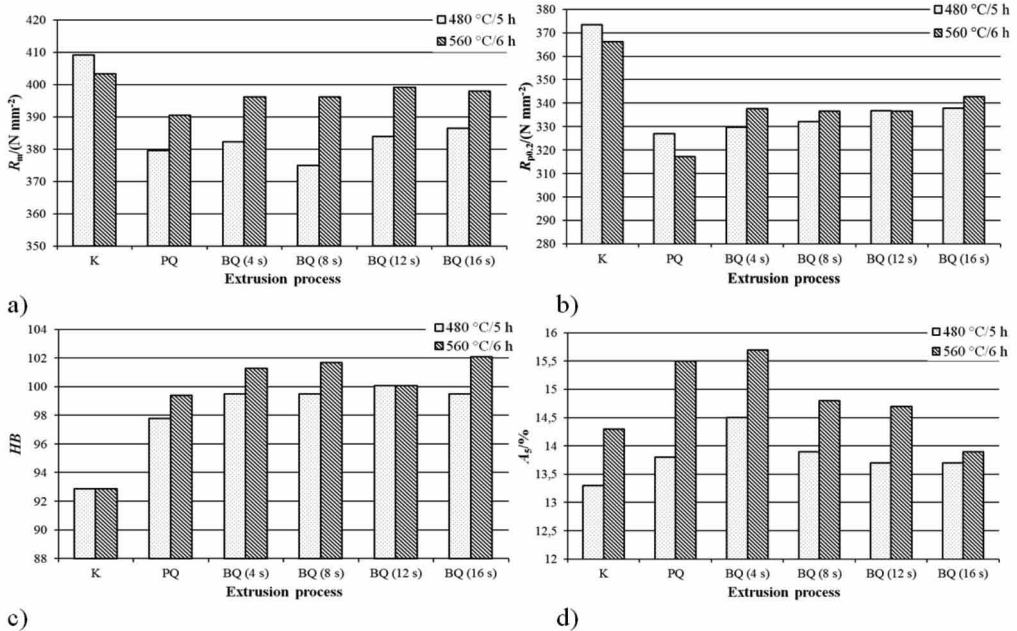 420
410
400
390
380
370
360
350
Rm/(N mm-2)
480 °C/5 h
560 °C/6 h
K PQ BQ (4 s) BQ (8 s) BQ (12 s) BQ (16 s)
Extrusion process
a)
380
370
360
350
340
330
320
310
300
290
280
Rp0.2/(N mm-2)
480 °C/5 h
560 °C/6 h
K PQ BQ (4 s) BQ (8 s) BQ (12 s) BQ (16 s)
Extrusion process
b)
104
102
100
98
96
94
92
90
88
HB
480 °C/5 h
560 °C/6 h
K PQ BQ (4 s) BQ (8 s) BQ (12 s) BQ (16 s)
Extrusion process
c)
16
15,5
15
14,5
14
13,5
13
12,5
12
A5/%
480 °C/5 h
560 °C/6 h
K PQ BQ (4 s) BQ (8 s) BQ (12 s) BQ (16 s)
Extrusion process
d)